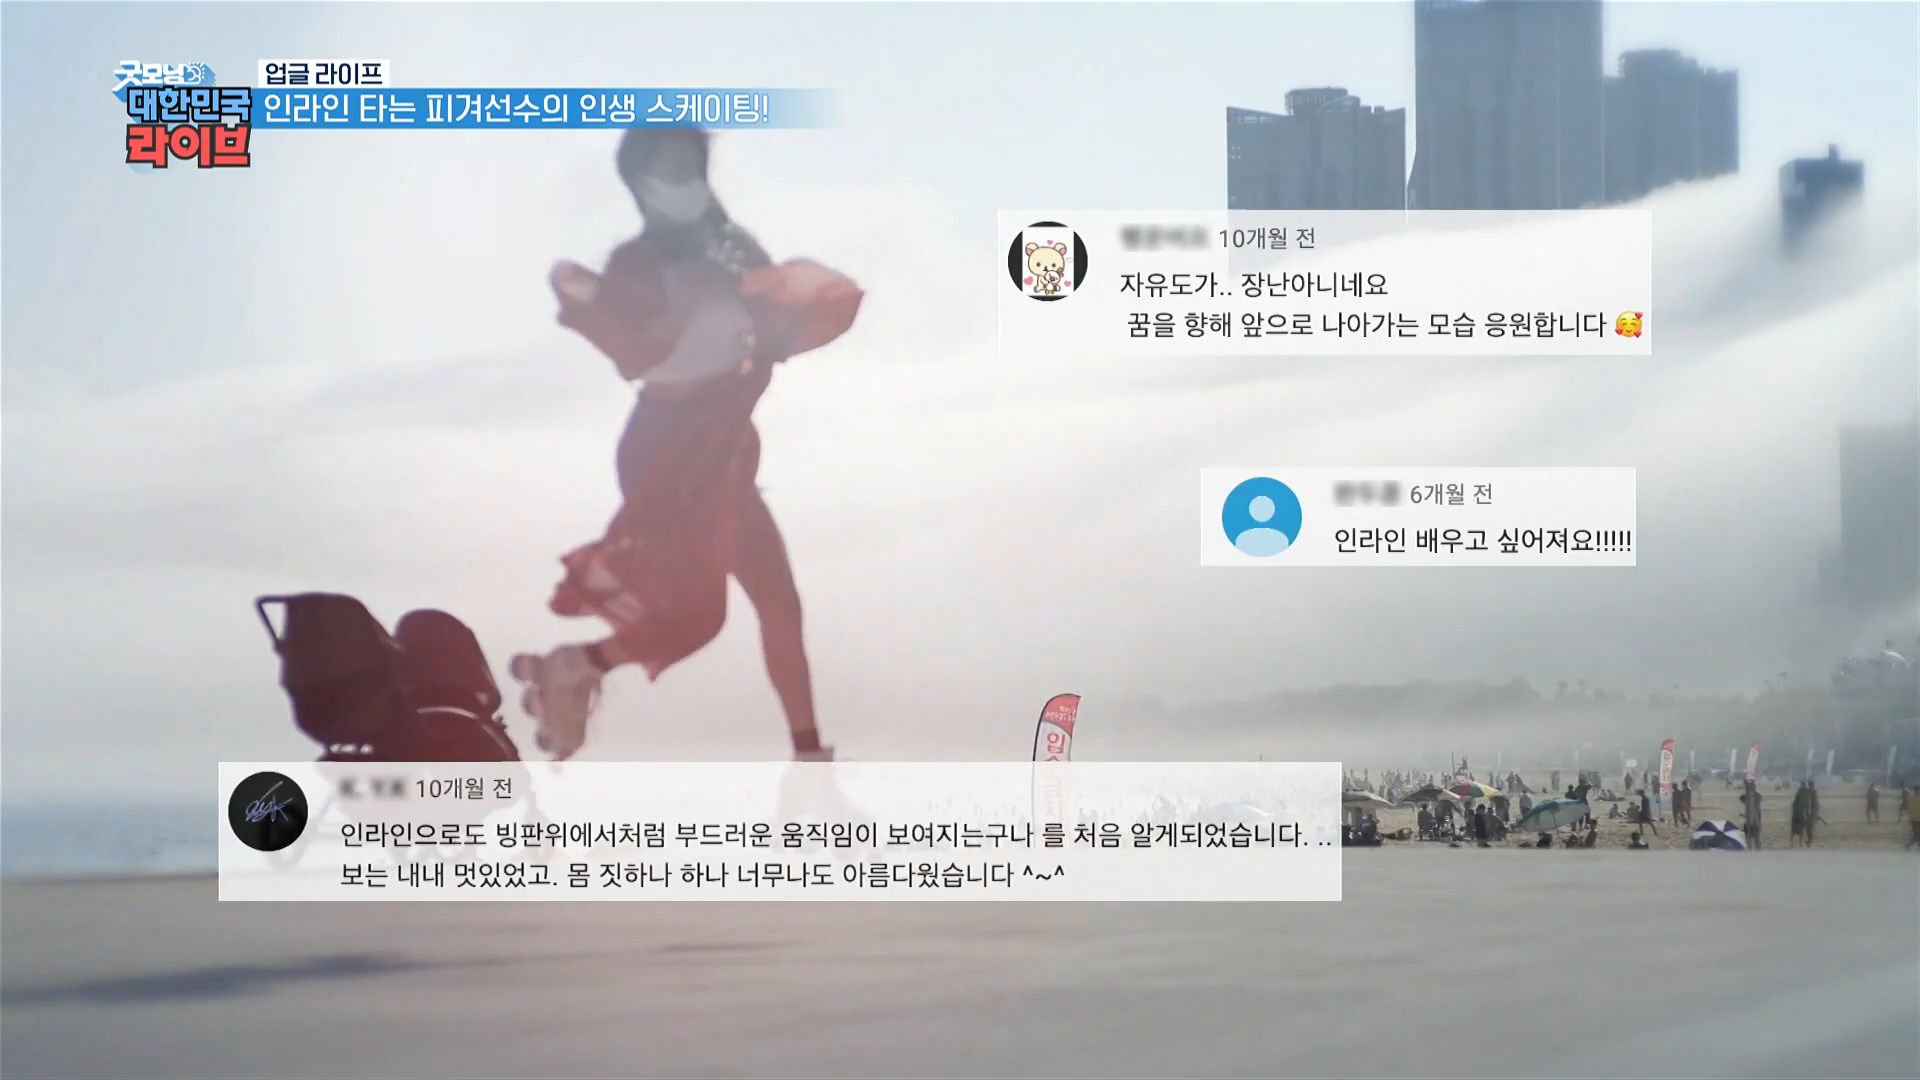 굿모닝
대한민국
라이브
업글 라이프
인라인 타는 피겨선수의 인생 스케이팅!
10개월 전
자유도가.. 장난아니네요
꿈을 향해 앞으로 나아가는 모습 응원합니다 🥰
6개월 전
인라인 배우고 싶어져요!!!!!
10개월 전
인라인으로도 빙판위에서처럼 부드러운 움직임이 보여지는구나 를 처음 알게되었습니다. ..
보는 내내 멋있었고. 몸 짓하나 하나 너무나도 아름다웠습니다 ^~^